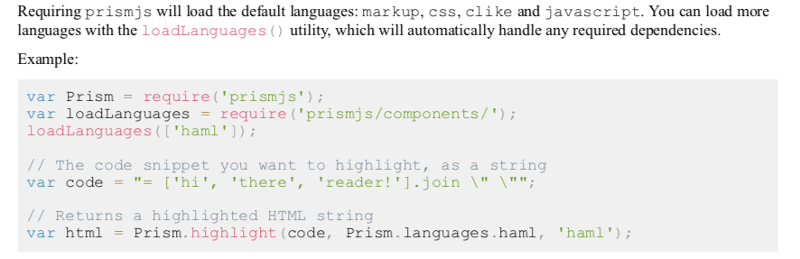 Requiring prismjs will load the default languages: markup, css, clike and javascript. You can load more
languages with the loadLanguages() utility, which will automatically handle any required dependencies.
Example:
var Prism = require('prismjs');
var loadLanguages = require('prismjs/components/');
loadLanguages(['haml']);
// The code snippet you want to highlight, as a string
var code = "= ['hi', 'there', 'reader!'].join \" \"";
// Returns a highlighted HTML string
var html = Prism.highlight(code, Prism.languages.haml, 'haml');